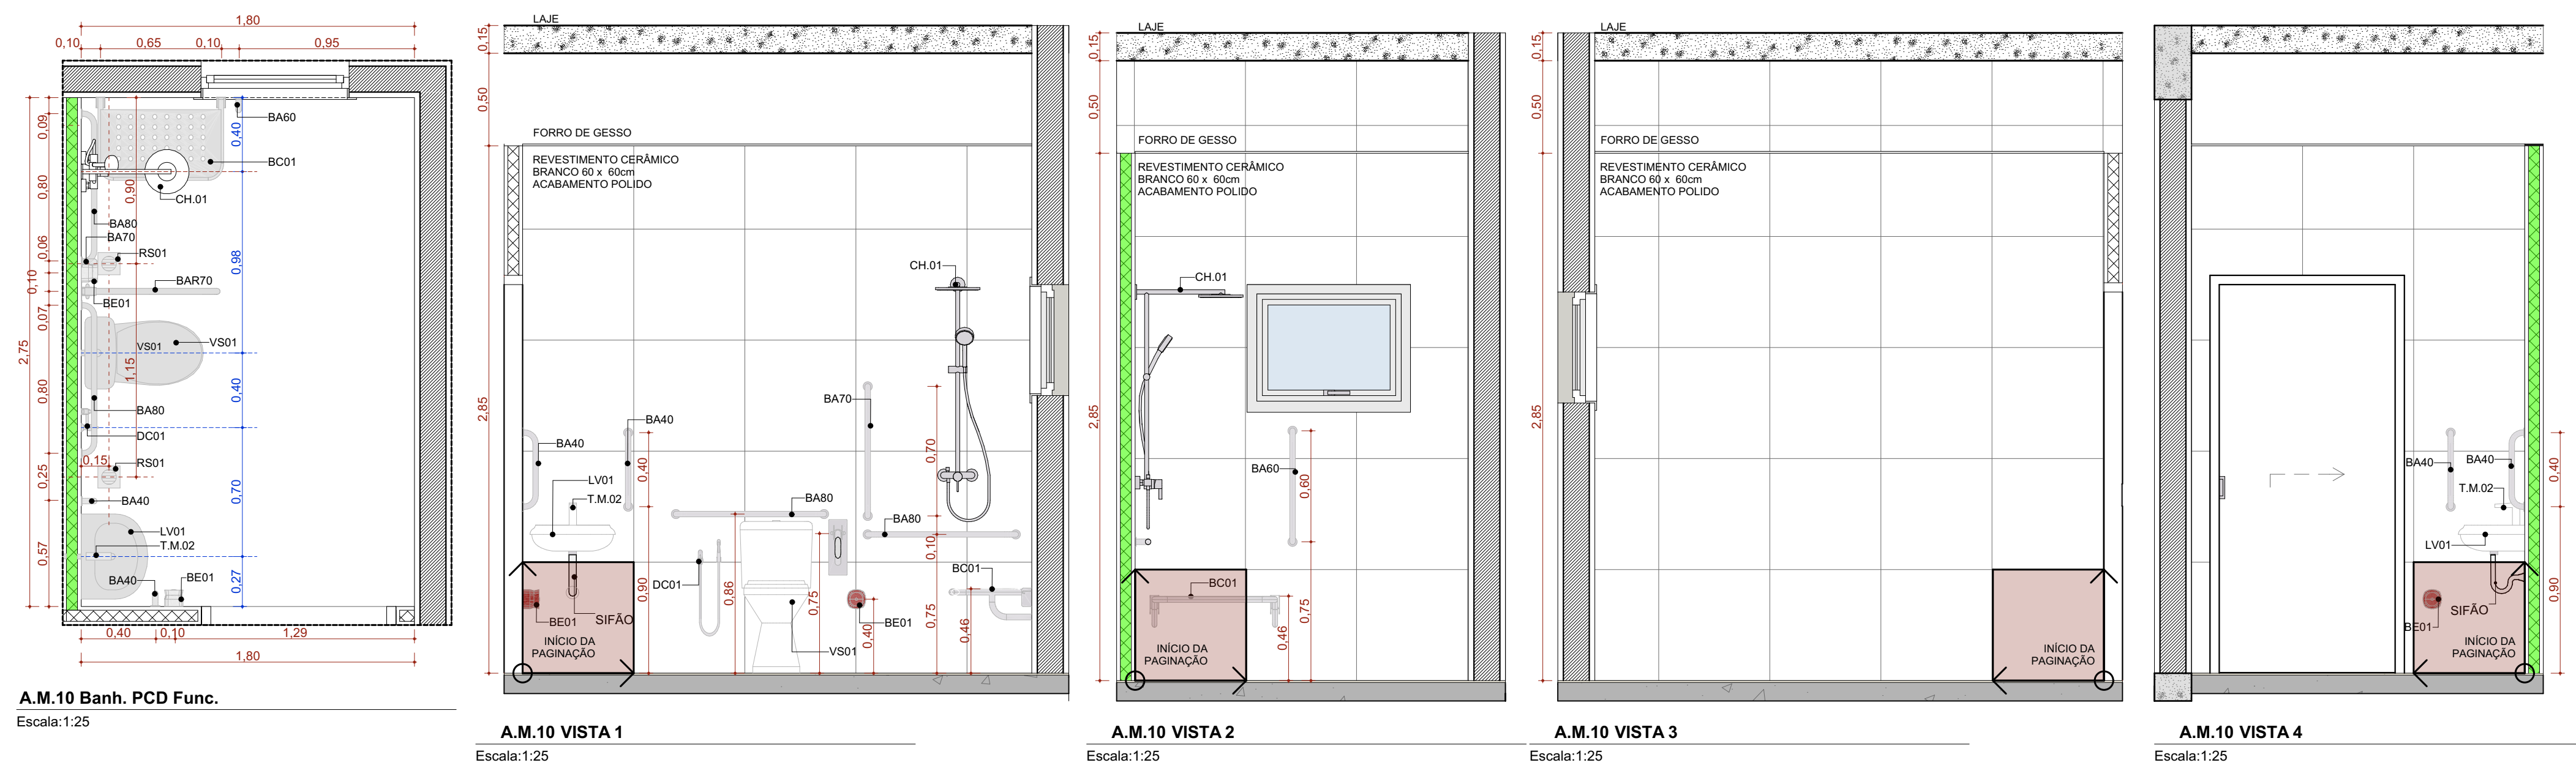 1,80
0,10
0,65
0,10
0,95
BA60
BC01
CH.01
BA80
BA70
RS01
BAR70
BE01
VS01
VS01
BA80
DC01
RS01
BA40
LV01
T.M.02
BA40
BE01
2,75
0,09
0,80
0,06
0,10
0,07
0,80
0,25
0,57
0,90
1,15
0,15
0,40
0,98
0,40
0,70
0,27
0,40
0,10
1,29
1,80
A.M.10 Banh. PCD Func.
Escala:1:25
LAJE
0,15
0,50
2,85
FORRO DE GESSO
REVESTIMENTO CERÂMICO
BRANCO 60 x 60cm
ACABAMENTO POLIDO
CH.01
BA70
BA40
BA40
LV01
T.M.02
BA80
BA80
DC01
BC01
BE01
SIFÃO
BE01
VS01
INÍCIO DA
PAGINAÇÃO
0,40
0,90
0,86
0,75
0,40
0,70
0,10
0,75
0,46
A.M.10 VISTA 1
Escala:1:25
LAJE
0,15
0,50
2,85
FORRO DE GESSO
REVESTIMENTO CERÂMICO
BRANCO 60 x 60cm
ACABAMENTO POLIDO
CH.01
BA60
0,60
BC01
0,46
0,75
INÍCIO DA
PAGINAÇÃO
A.M.10 VISTA 2
Escala:1:25
LAJE
0,15
0,50
2,85
FORRO DE GESSO
REVESTIMENTO CERÂMICO
BRANCO 60 x 60cm
ACABAMENTO POLIDO
INÍCIO DA
PAGINAÇÃO
A.M.10 VISTA 3
Escala:1:25
BA40
BA40
T.M.02
LV01
0,40
0,90
SIFÃO
BE01
INÍCIO DA
PAGINAÇÃO
A.M.10 VISTA 4
Escala:1:25